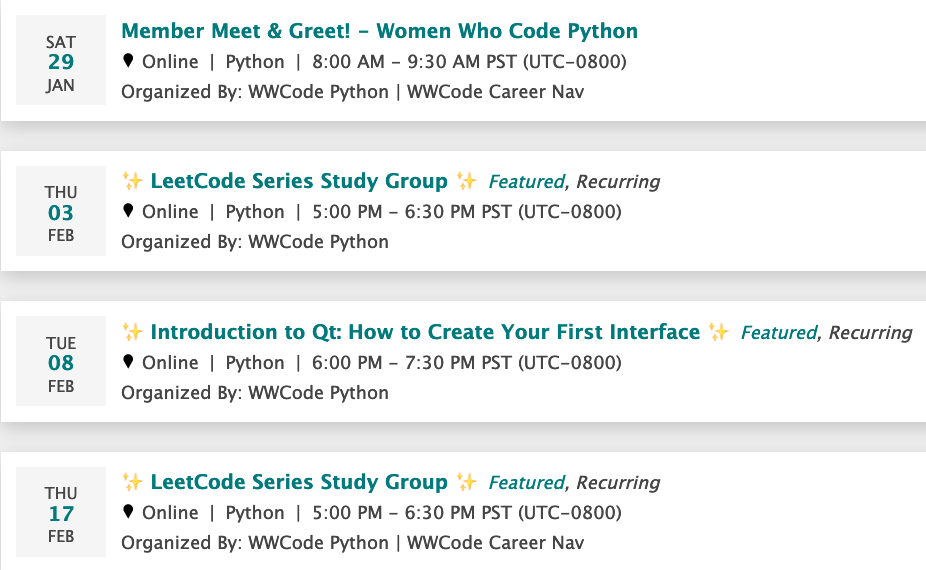 SAT
29
JAN
Member Meet & Greet! - Women Who Code Python
Online | Python | 8:00 AM - 9:30 AM PST (UTC-0800)
Organized By: WWCode Python | WWCode Career Nav
THU
03
FEB
✨ LeetCode Series Study Group ✨ Featured, Recurring
Online | Python | 5:00 PM - 6:30 PM PST (UTC-0800)
Organized By: WWCode Python
TUE
08
FEB
✨ Introduction to Qt: How to Create Your First Interface ✨ Featured, Recurring
Online | Python | 6:00 PM - 7:30 PM PST (UTC-0800)
Organized By: WWCode Python
THU
17
FEB
✨ LeetCode Series Study Group ✨ Featured, Recurring
Online | Python | 5:00 PM - 6:30 PM PST (UTC-0800)
Organized By: WWCode Python | WWCode Career Nav